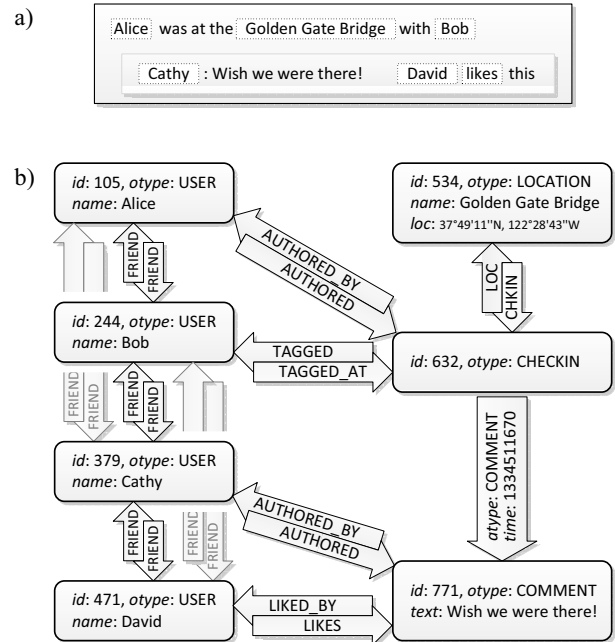 a)
Alice was at the Golden Gate Bridge with Bob
Cathy : Wish we were there! David likes this
b)
id: 105, otype: USER
name: Alice
id: 534, otype: LOCATION
name: Golden Gate Bridge
loc: 37°49'11"N, 122°28'43"W
FRIEND
FRIEND
AUTHORED_BY
AUTHORED
LOC
CHKIN
id: 244, otype: USER
name: Bob
TAGGED
TAGGED_AT
id: 632, otype: CHECKIN
FRIEND
FRIEND
FRIEND
FRIEND
atype: COMMENT
time: 1334511670
id: 379, otype: USER
name: Cathy
AUTHORED_BY
AUTHORED
FRIEND
FRIEND
FRIEND
FRIEND
id: 471, otype: USER
name: David
LIKED_BY
LIKES
id: 771, otype: COMMENT
text: Wish we were there!